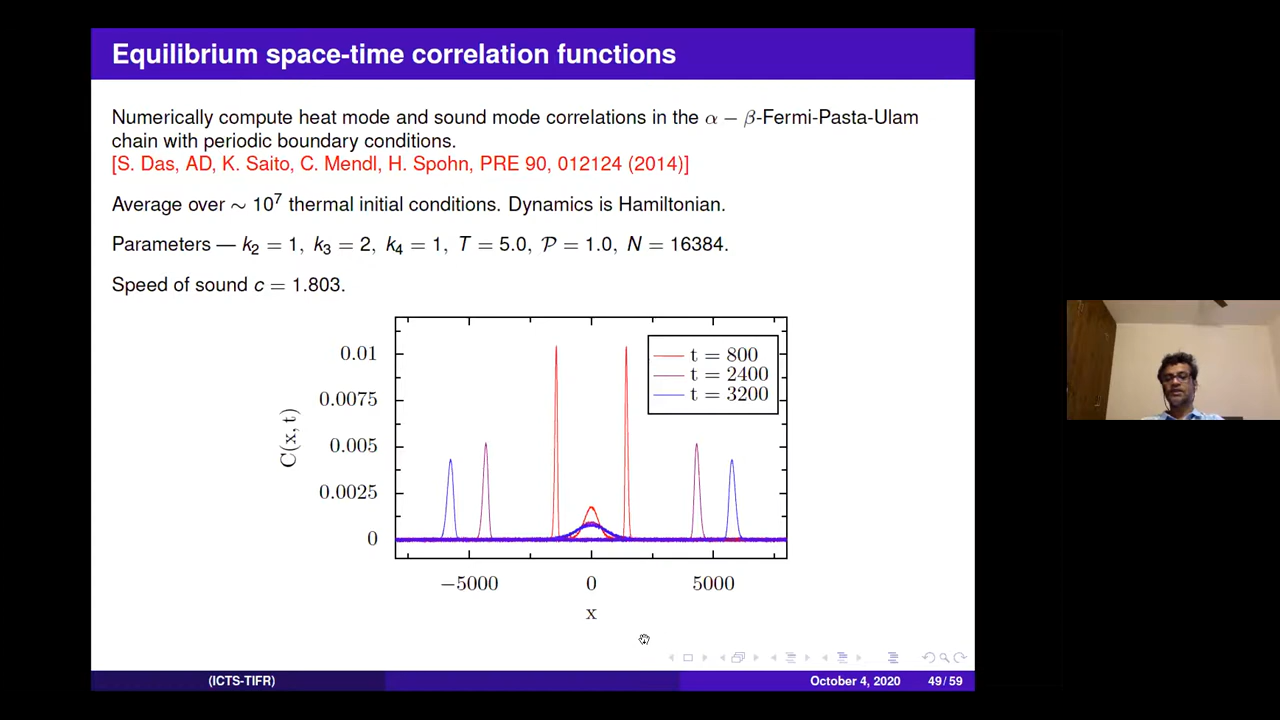 Equilibrium space-time correlation functions
Numerically compute heat mode and sound mode correlations in the α − β-Fermi-Pasta-Ulam
chain with periodic boundary conditions.
[S. Das, AD, K. Saito, C. Mendl, H. Spohn, PRE 90, 012124 (2014)]
Average over ∼ 10⁷ thermal initial conditions. Dynamics is Hamiltonian.
Parameters — k₂ = 1, k₃ = 2, k₄ = 1, T = 5.0, 𝒫 = 1.0, N = 16384.
Speed of sound c = 1.803.
t = 800
t = 2400
t = 3200
0.01
0.0075
0.005
0.0025
0
C(x, t)
−5000 0 5000
x
(ICTS-TIFR) October 4, 2020 49 / 59